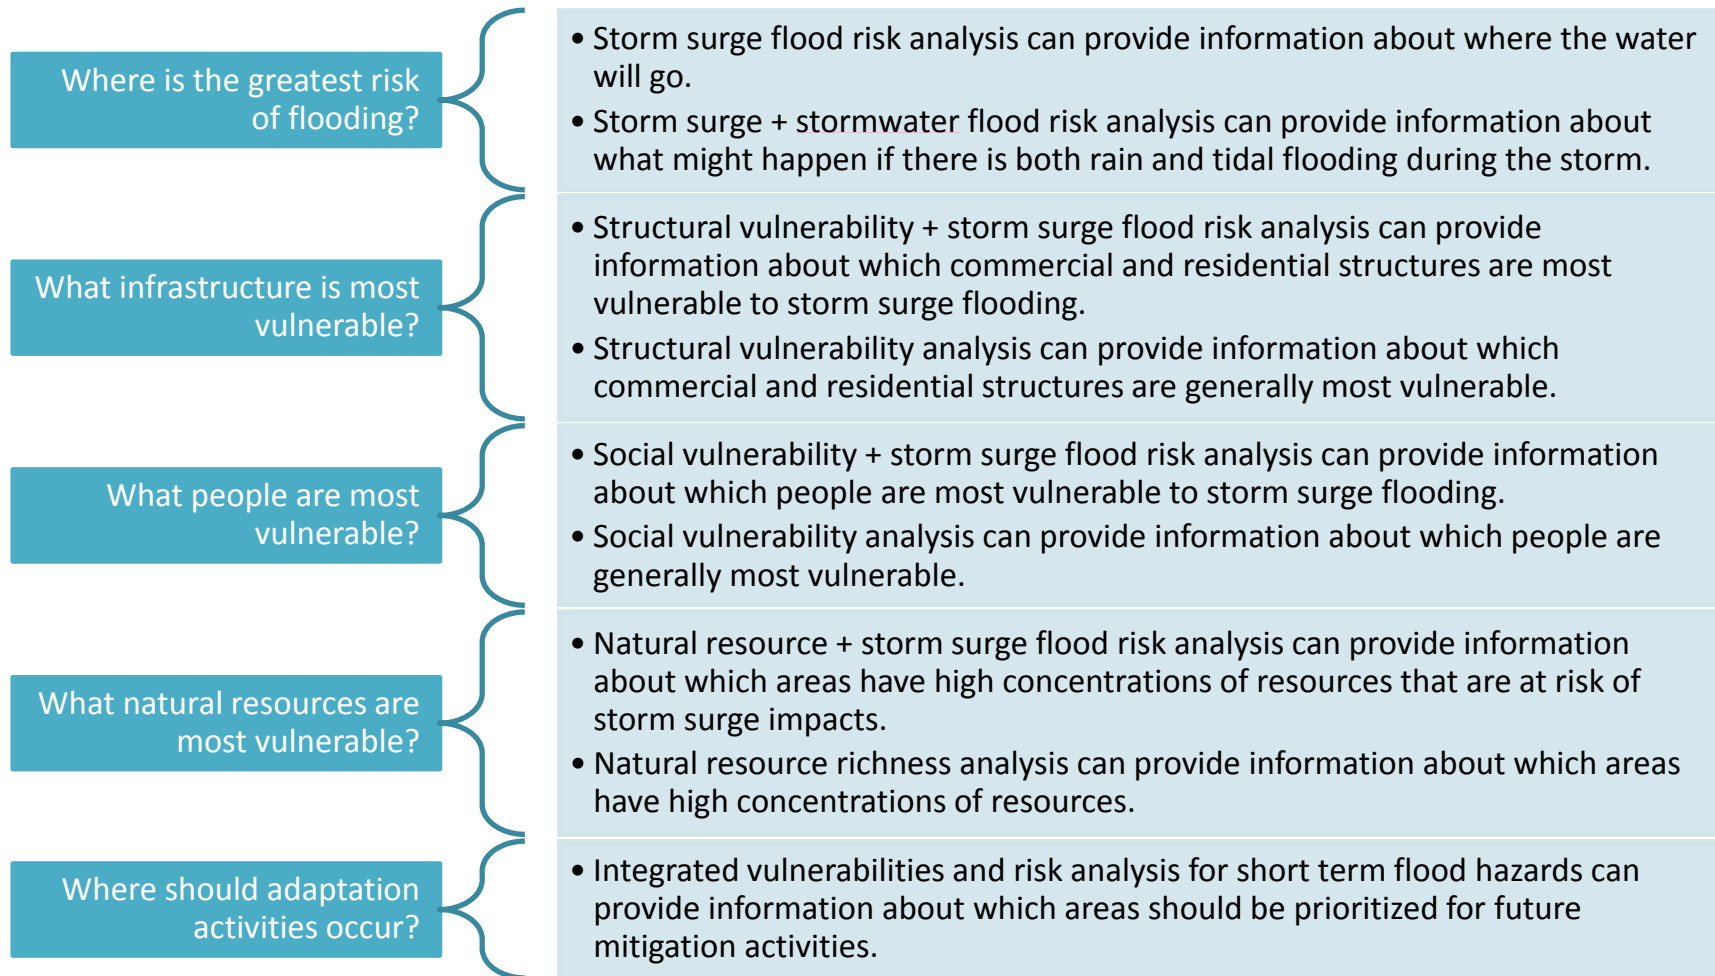 Where is the greatest risk
of flooding?
• Storm surge flood risk analysis can provide information about where the water
will go.
• Storm surge + stormwater flood risk analysis can provide information about
what might happen if there is both rain and tidal flooding during the storm.
What infrastructure is most
vulnerable?
• Structural vulnerability + storm surge flood risk analysis can provide
information about which commercial and residential structures are most
vulnerable to storm surge flooding.
• Structural vulnerability analysis can provide information about which
commercial and residential structures are generally most vulnerable.
What people are most
vulnerable?
• Social vulnerability + storm surge flood risk analysis can provide information
about which people are most vulnerable to storm surge flooding.
• Social vulnerability analysis can provide information about which people are
generally most vulnerable.
What natural resources are
most vulnerable?
• Natural resource + storm surge flood risk analysis can provide information
about which areas have high concentrations of resources that are at risk of
storm surge impacts.
• Natural resource richness analysis can provide information about which areas
have high concentrations of resources.
Where should adaptation
activities occur?
• Integrated vulnerabilities and risk analysis for short term flood hazards can
provide information about which areas should be prioritized for future
mitigation activities.